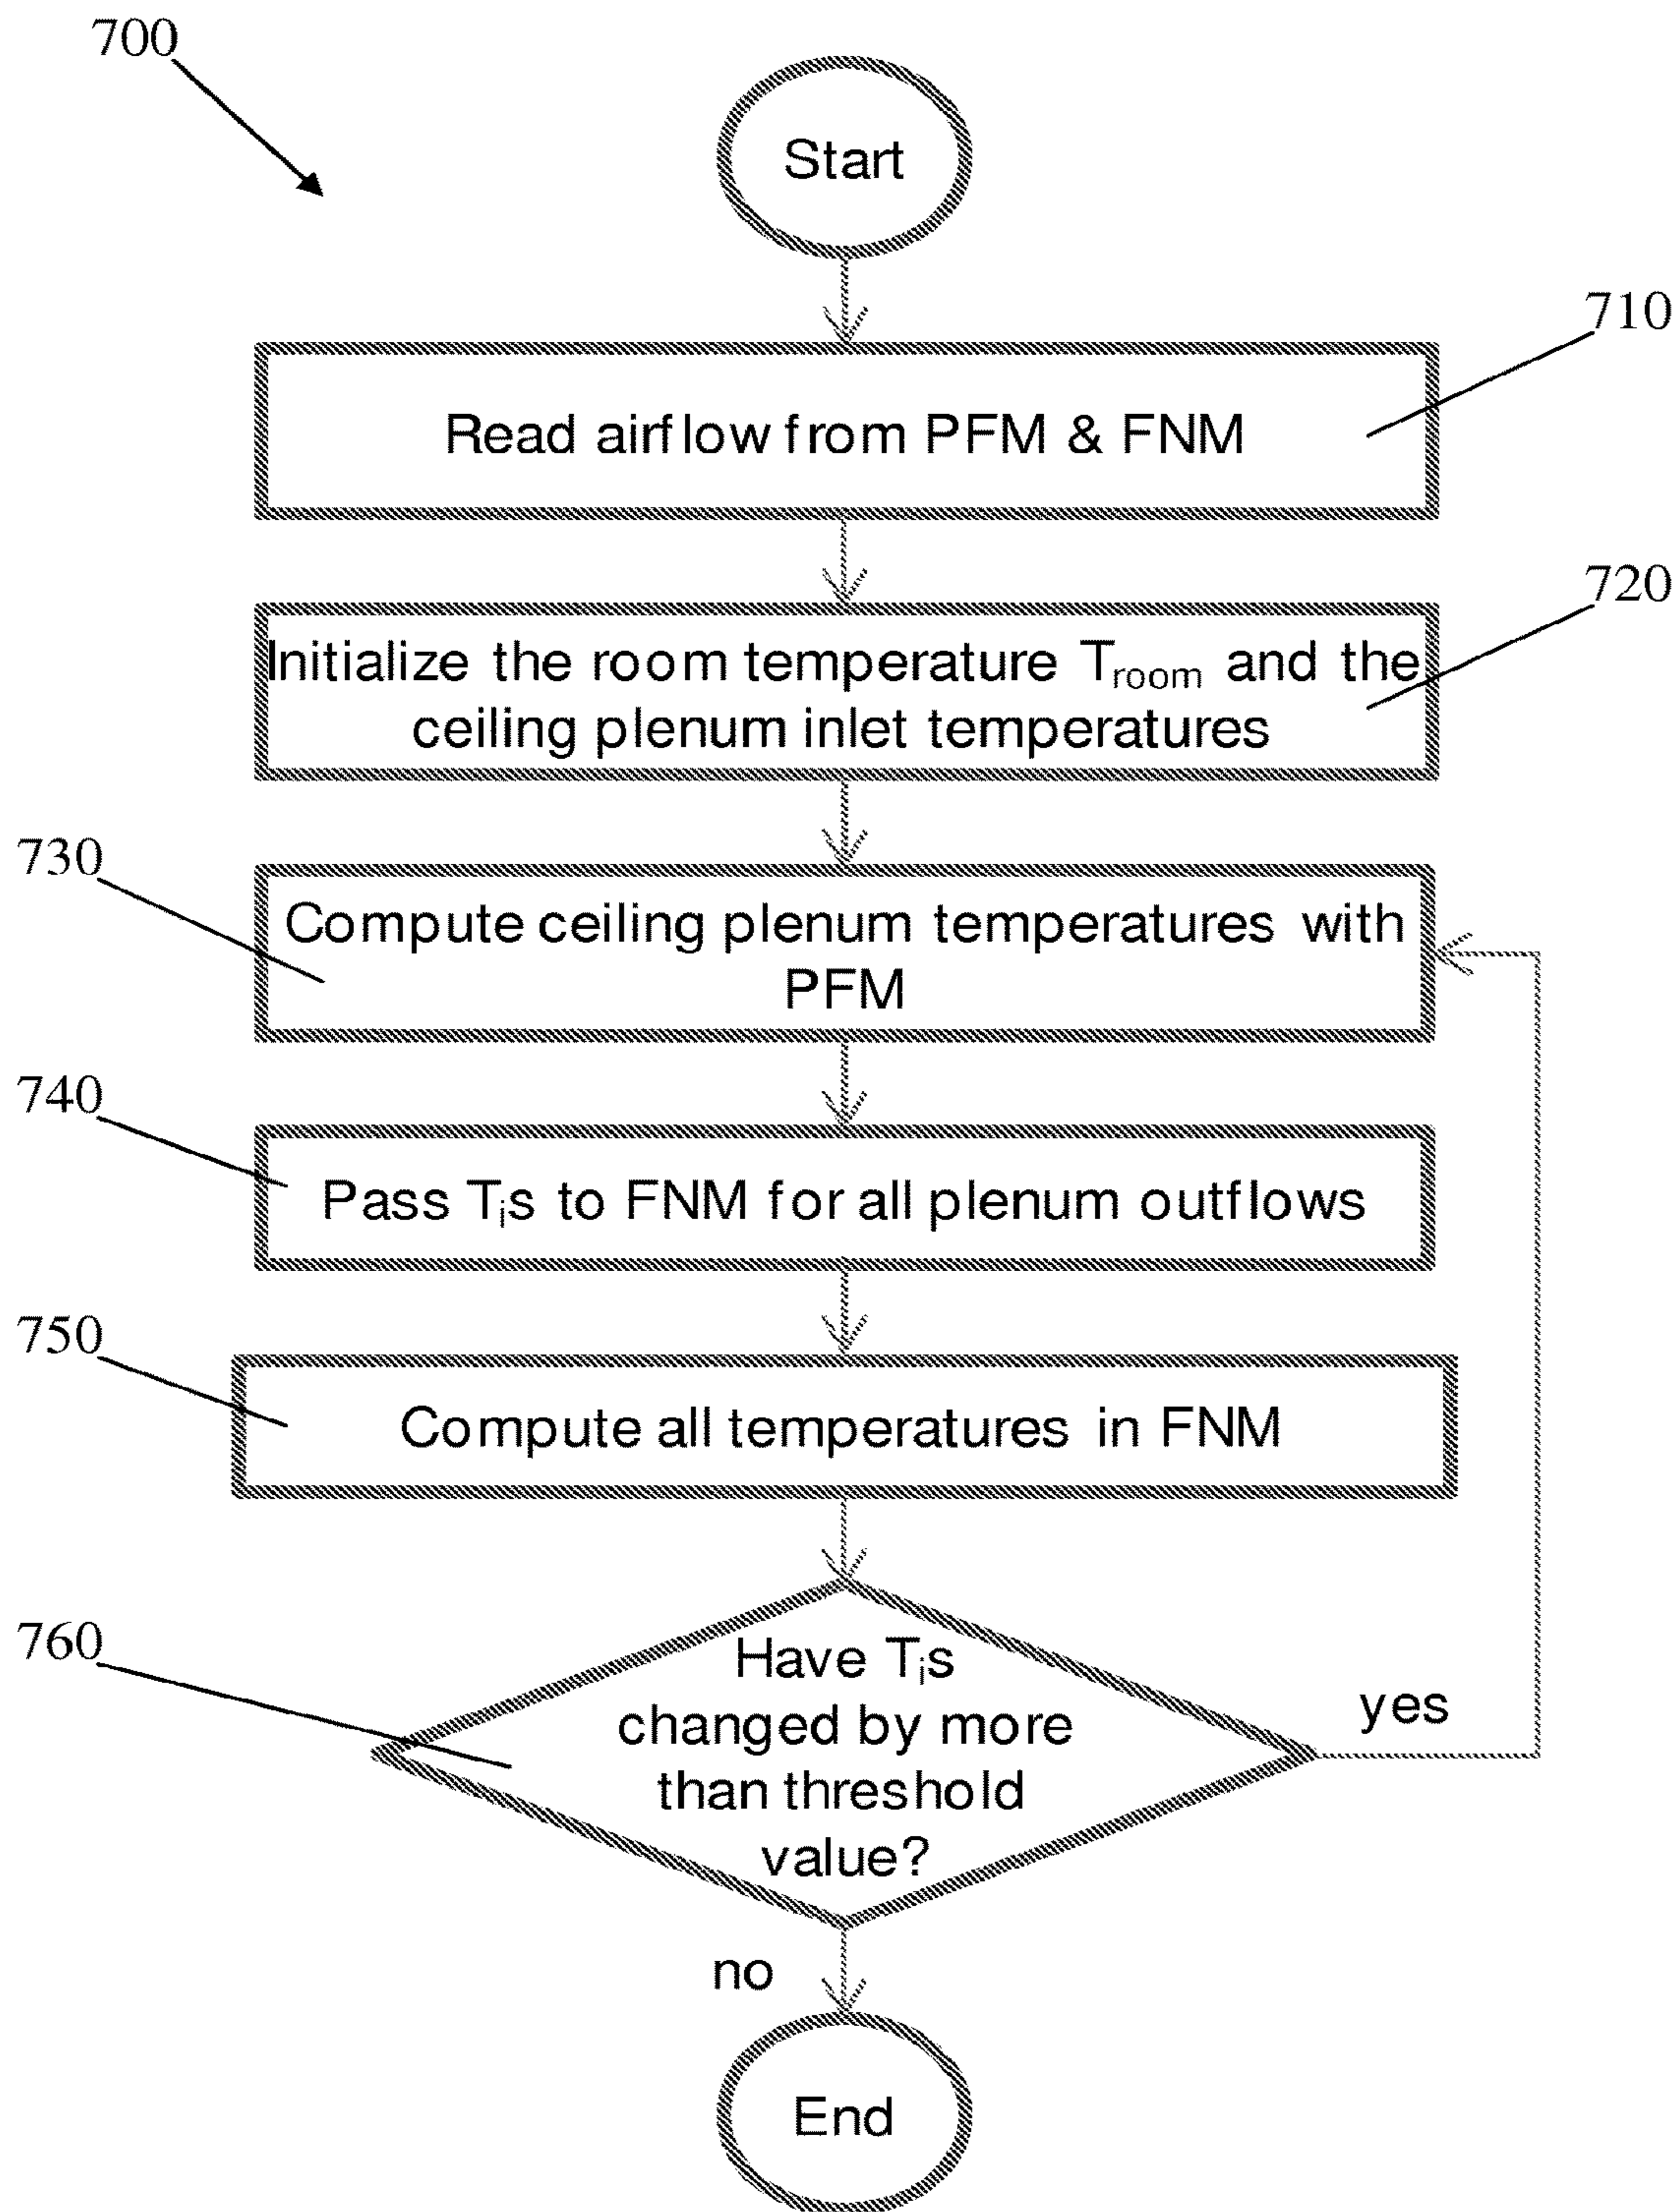 700
Start
710
Read airflow from PFM & FNM
720
Initialize the room temperature Troom and the
ceiling plenum inlet temperatures
730
Compute ceiling plenum temperatures with
PFM
740
Pass Tis to FNM for all plenum outflows
750
Compute all temperatures in FNM
760
Have Tis
changed by more
than threshold
value?
yes
no
End